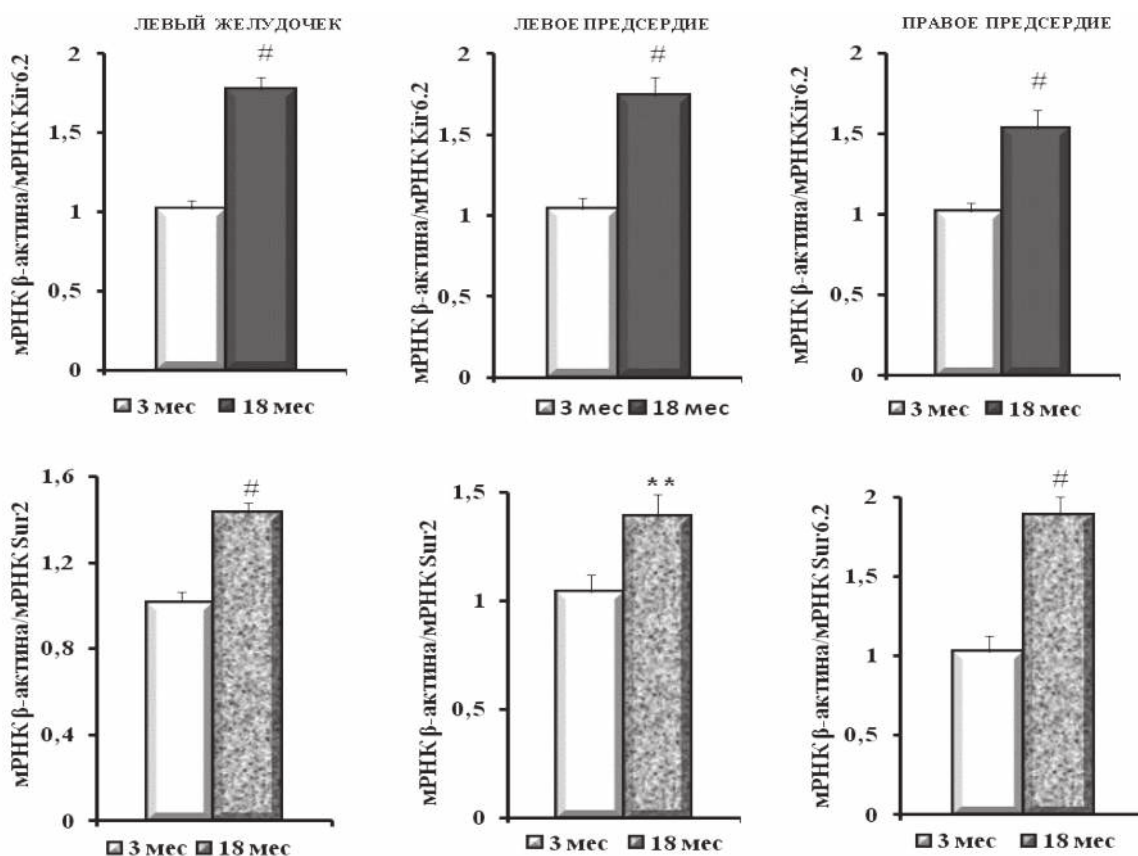 ЛЕВЫЙ ЖЕЛУДОЧЕК
мРНК β-актина/мРНК Kir6.2
2
1,5
1
0,5
0
#
3 мес 18 мес
ЛЕВОЕ ПРЕДСЕРДИЕ
мРНК β-актина/мРНК Kir6.2
2
1,5
1
0,5
0
#
3 мес 18 мес
ПРАВОЕ ПРЕДСЕРДИЕ
мРНК β-актина/мРНК Kir6.2
2
1,5
1
0,5
0
#
3 мес 18 мес
мРНК β-актина/мРНК Sur2
1,6
1,2
0,8
0,4
0
#
3 мес 18 мес
мРНК β-актина/мРНК Sur2
1,5
1
0,5
0
**
3 мес 18 мес
мРНК β-актина/мРНК Sur6.2
2
1,5
1
0,5
0
#
3 мес 18 мес